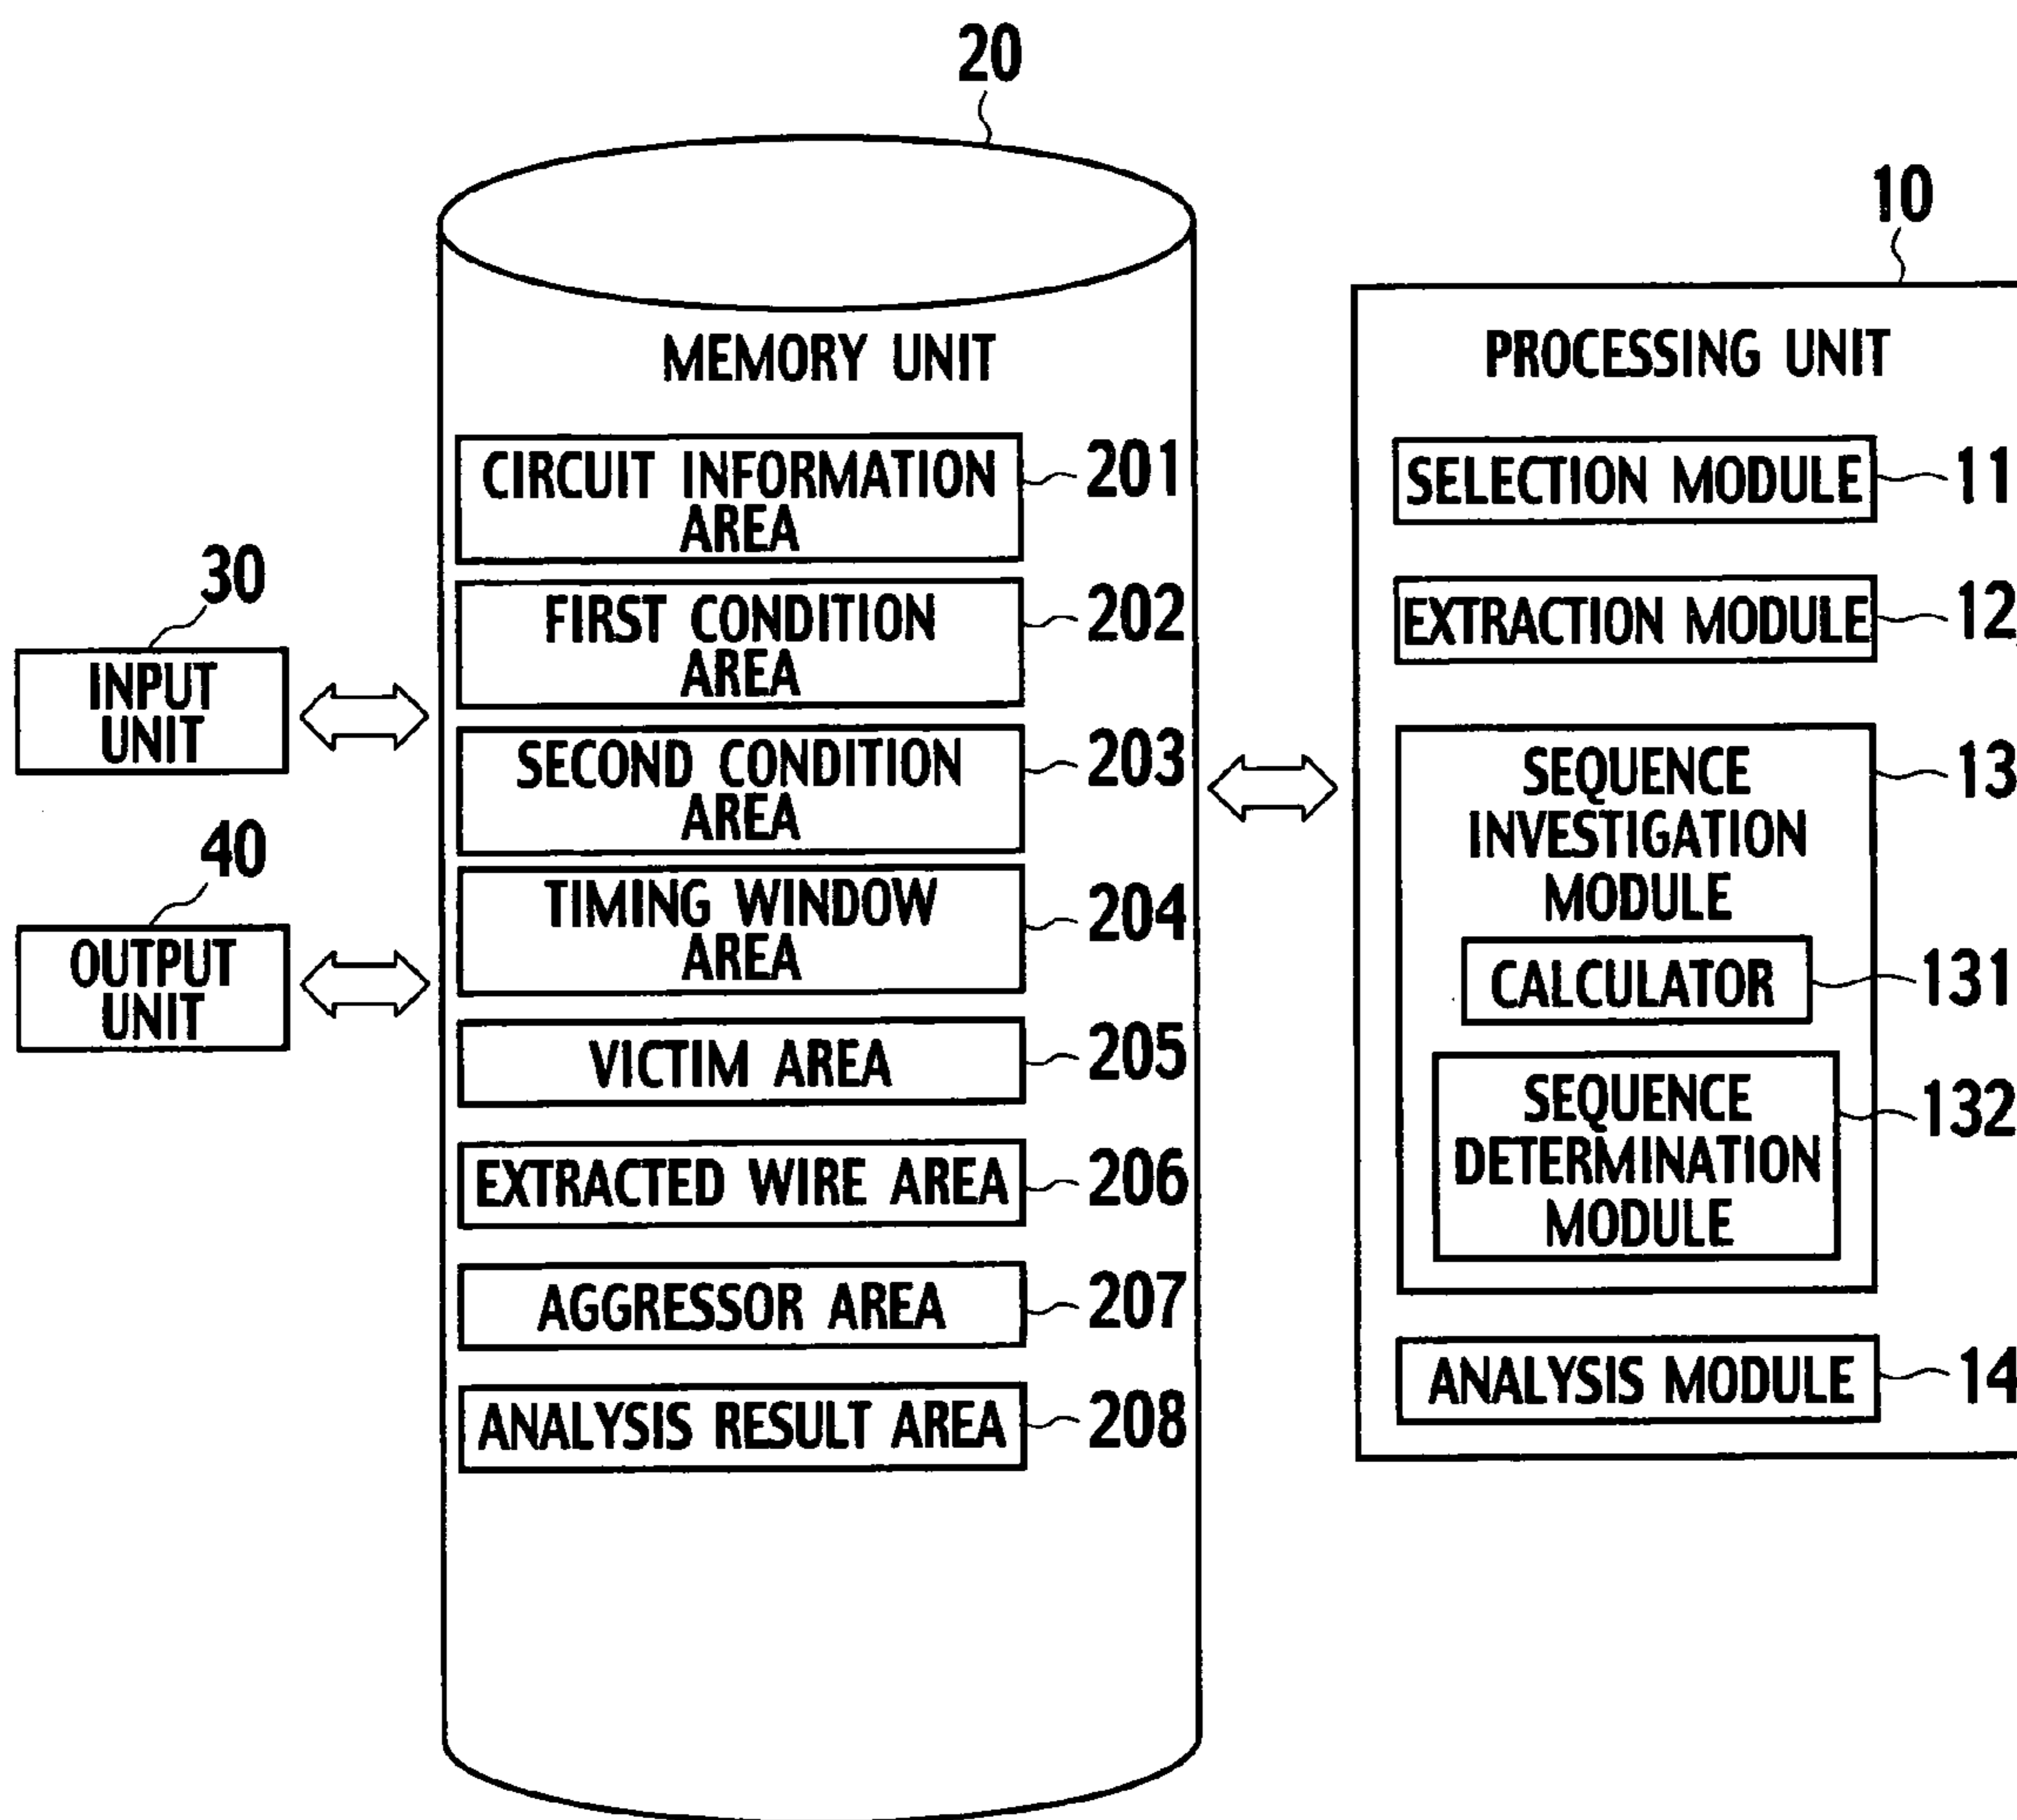 20
10
MEMORY UNIT
PROCESSING UNIT
CIRCUIT INFORMATION
AREA
201
SELECTION MODULE
11
30
INPUT
UNIT
FIRST CONDITION
AREA
202
EXTRACTION MODULE
12
SECOND CONDITION
AREA
203
SEQUENCE
INVESTIGATION
MODULE
13
40
OUTPUT
UNIT
TIMING WINDOW
AREA
204
CALCULATOR
131
VICTIM AREA
205
SEQUENCE
DETERMINATION
MODULE
132
EXTRACTED WIRE AREA
206
AGGRESSOR AREA
207
ANALYSIS MODULE
14
ANALYSIS RESULT AREA
208